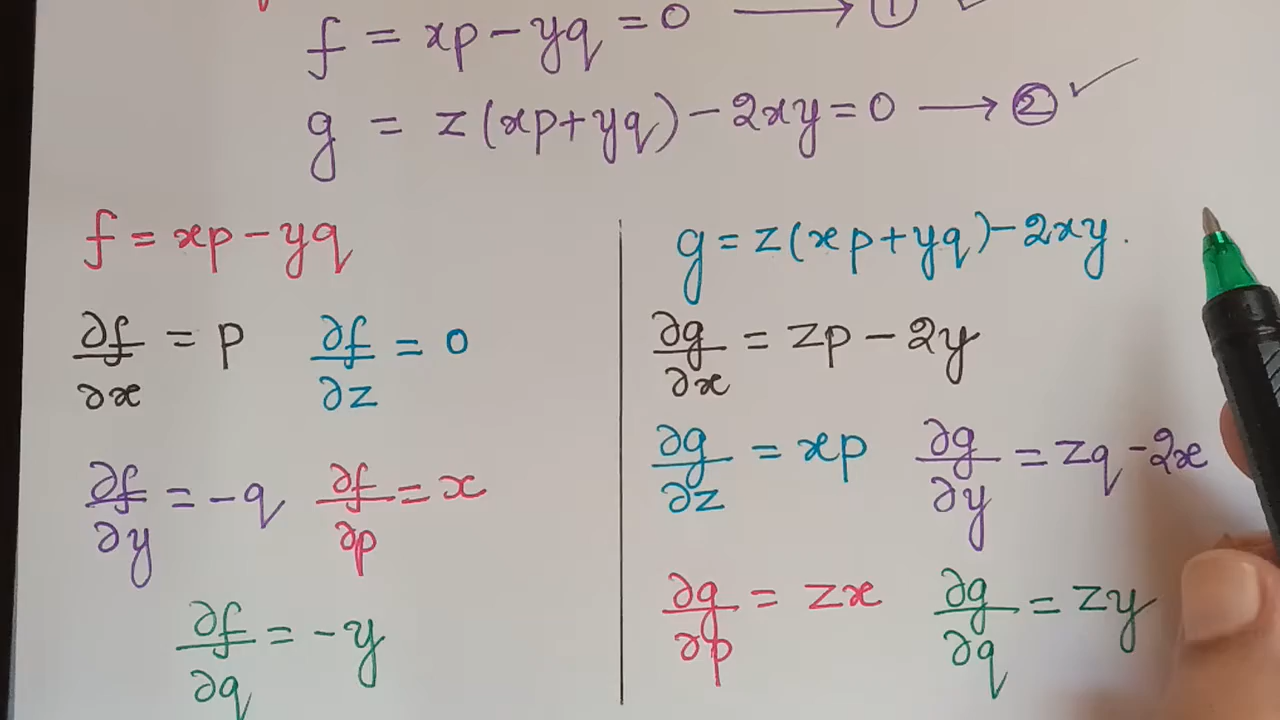 f = xp - yq = 0 ⟶ ①
g = z(xp+yq) - 2xy = 0 ⟶ ② ✓
f = xp - yq
∂f/∂x = p ∂f/∂z = 0
∂f/∂y = -q ∂f/∂p = x
∂f/∂q = -y
g = z(xp+yq) - 2xy.
∂g/∂x = zp - 2y
∂g/∂z = xp ∂g/∂y = zq - 2x
∂g/∂p = zx ∂g/∂q = zy